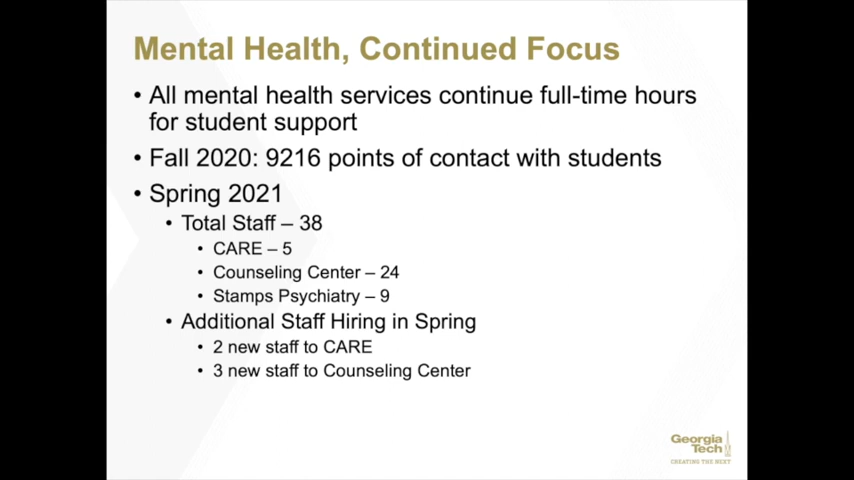 Mental Health, Continued Focus
• All mental health services continue full-time hours
for student support
• Fall 2020: 9216 points of contact with students
• Spring 2021
• Total Staff – 38
• CARE – 5
• Counseling Center – 24
• Stamps Psychiatry – 9
• Additional Staff Hiring in Spring
• 2 new staff to CARE
• 3 new staff to Counseling Center
Georgia
Tech
CREATING THE NEXT